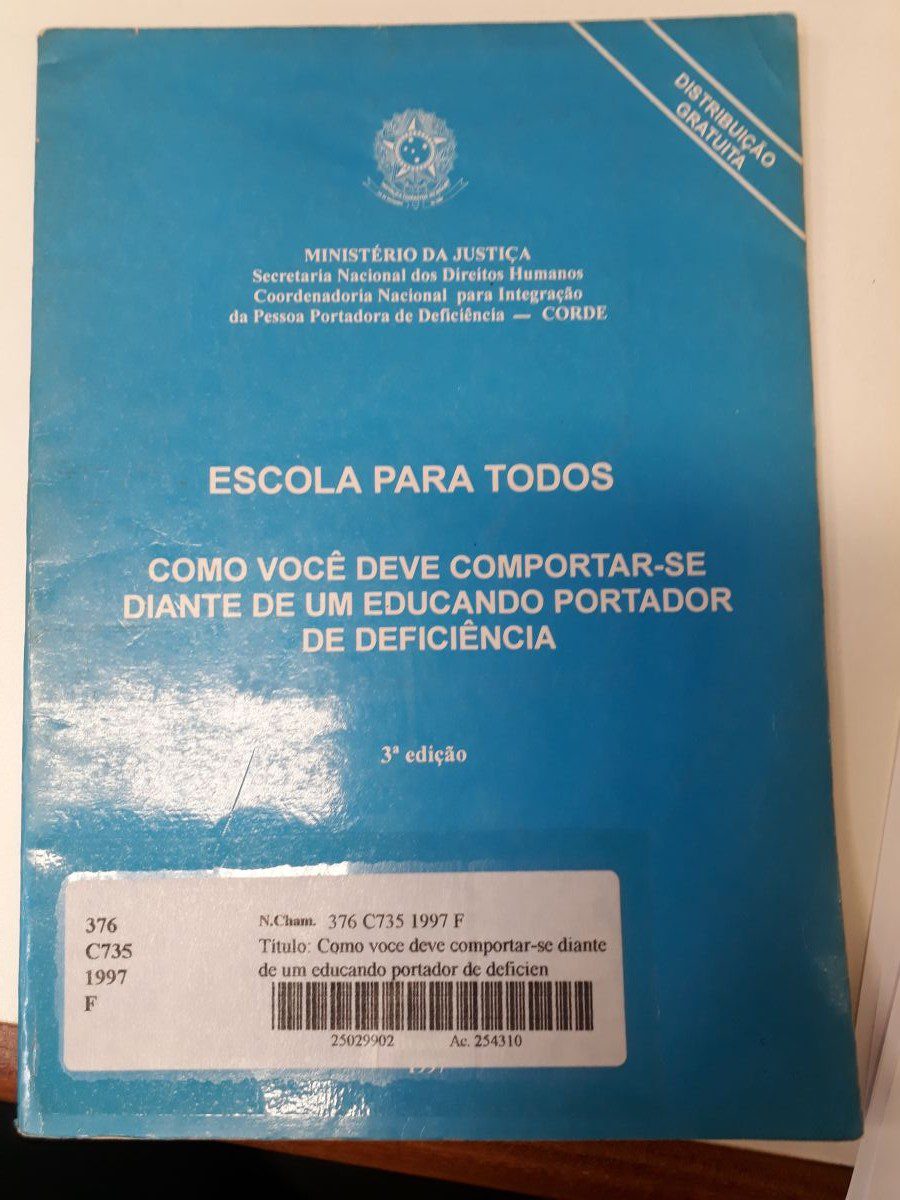 DISTRIBUIÇÃO
GRATUITA
MINISTÉRIO DA JUSTIÇA
Secretaria Nacional dos Direitos Humanos
Coordenadoria Nacional para Integração
da Pessoa Portadora de Deficiência — CORDE
ESCOLA PARA TODOS
COMO VOCÊ DEVE COMPORTAR-SE
DIANTE DE UM EDUCANDO PORTADOR
DE DEFICIÊNCIA
3ª edição
376
C735
1997
F
N.Cham. 376 C735 1997 F
Título: Como voce deve comportar-se diante
de um educando portador de deficien
25029902 Ac. 254310